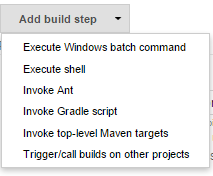 Add build step
Execute Windows batch command
Execute shell
Invoke Ant
Invoke Gradle script
Invoke top-level Maven targets
Trigger/call builds on other projects